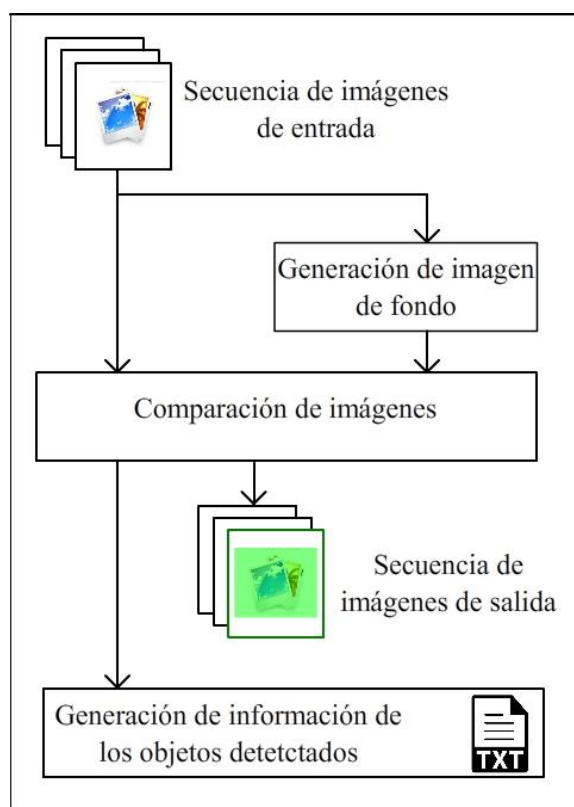 Secuencia de imágenes
de entrada
Generación de imagen
de fondo
Comparación de imágenes
Secuencia de
imágenes de salida
Generación de información de
los objetos detetctados
TXT